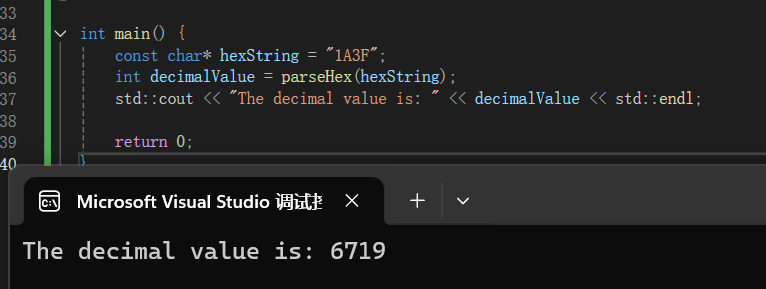 33
34 int main() {
35 const char* hexString = "1A3F";
36 int decimalValue = parseHex(hexString);
37 std::cout << "The decimal value is: " << decimalValue << std::endl;
38
39 return 0;
40 }
C:\ Microsoft Visual Studio 调试控
The decimal value is: 6719